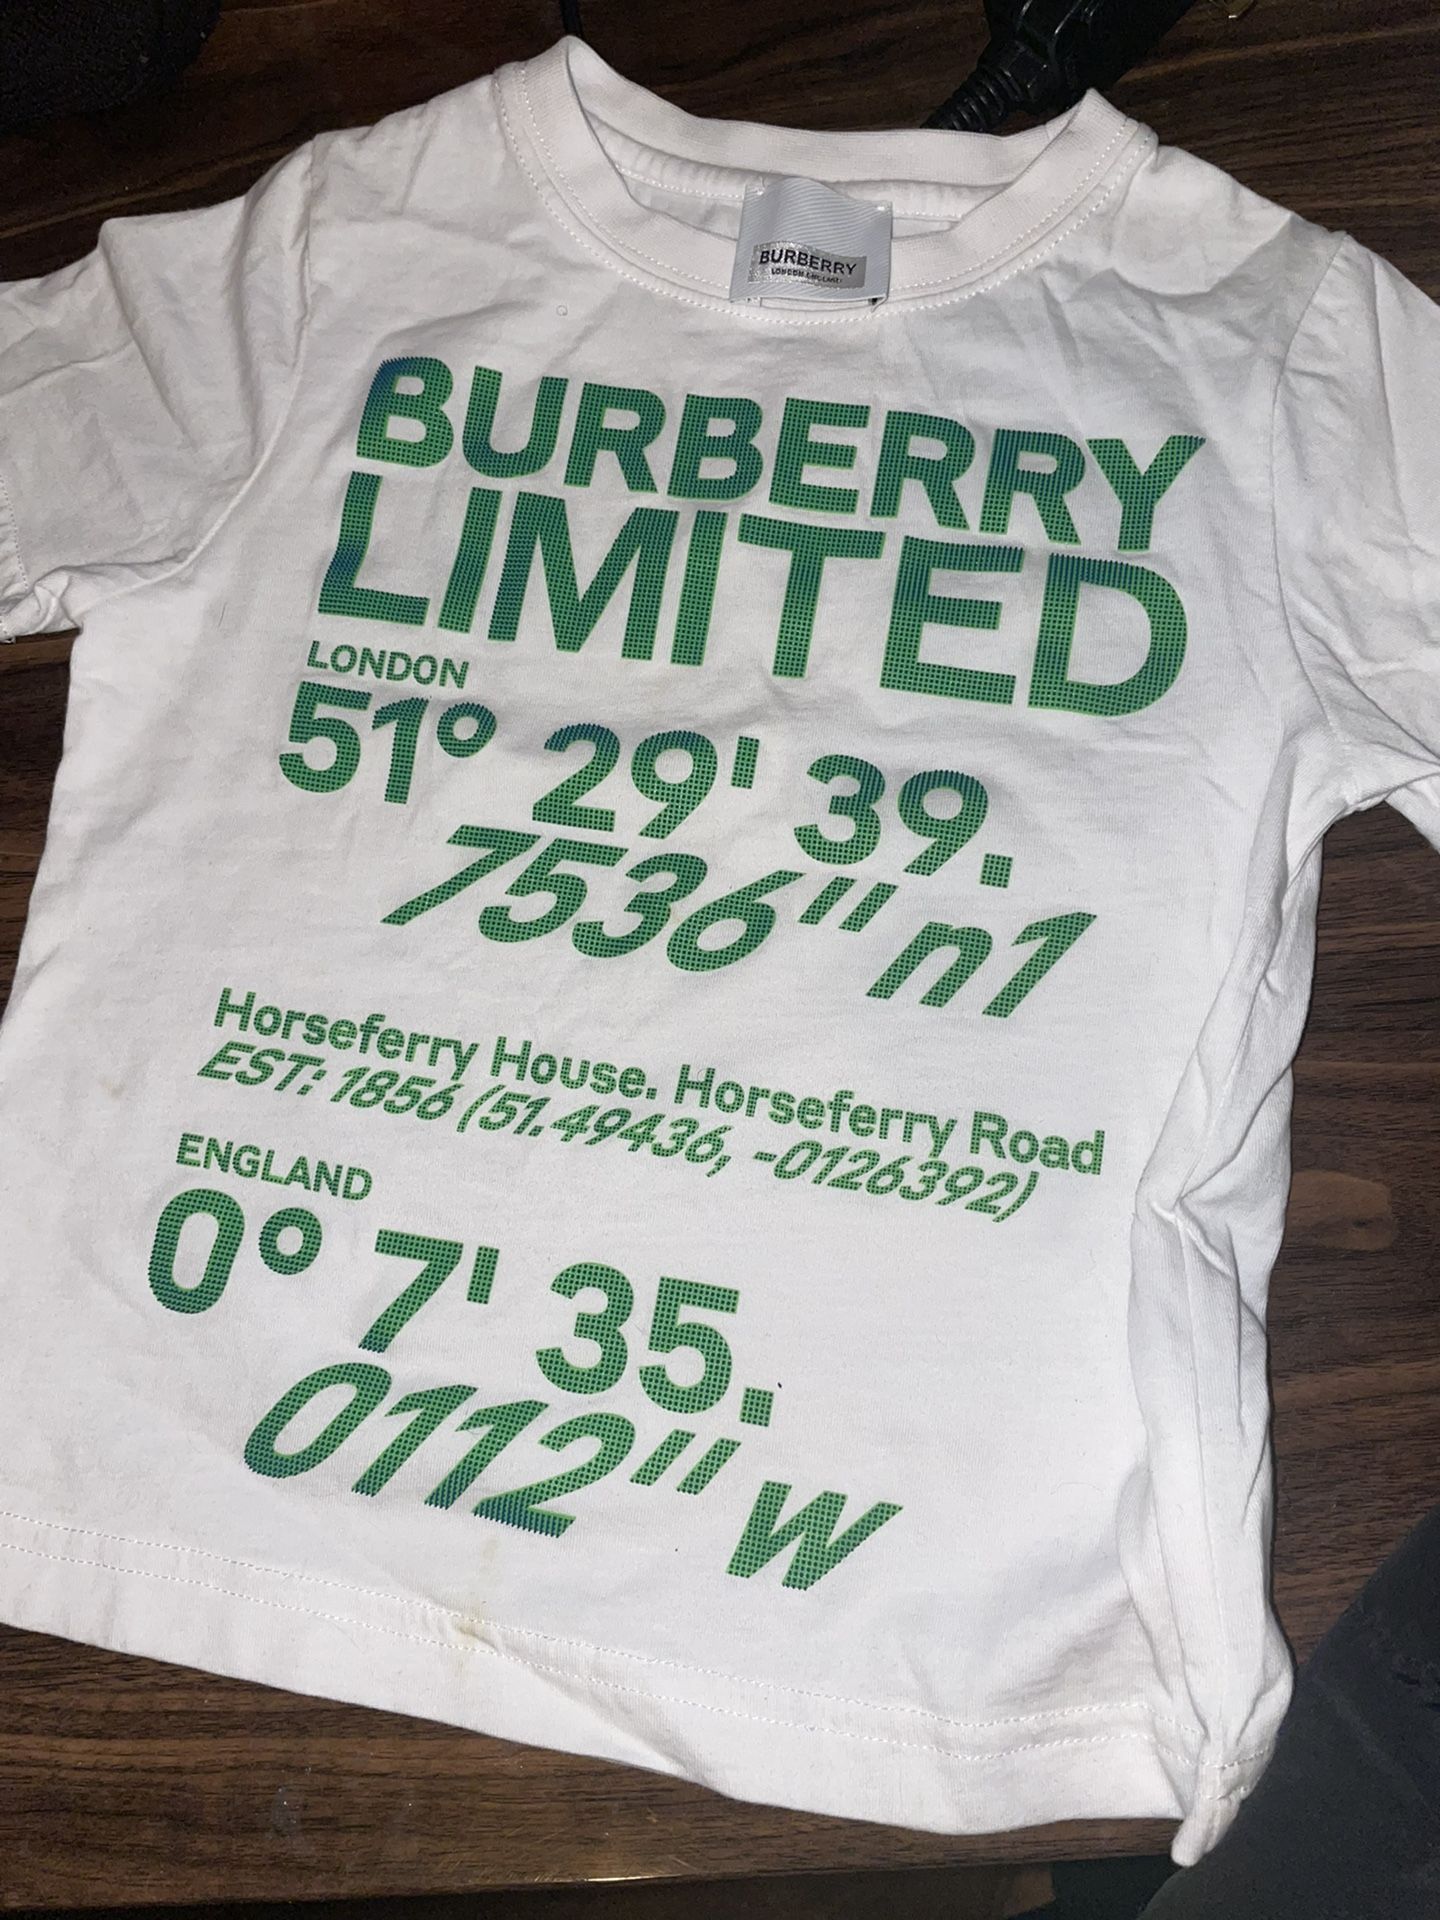 BURBERRY
LONDON ENGLAND
BURBERRY
LIMITED
LONDON
51° 29' 39.
7536"n1
Horseferry House. Horseferry Road
EST: 1856 (51.49436, -0126392)
ENGLAND
0° 7' 35.
0112"W